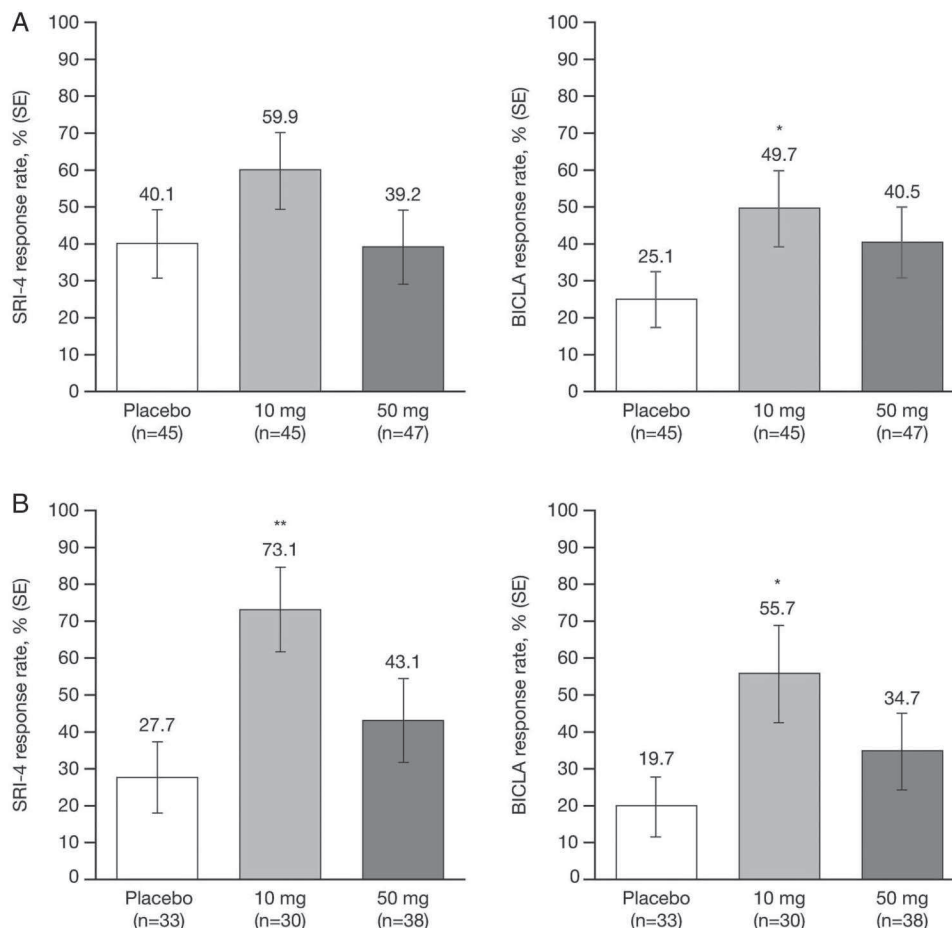 A
SRI-4 response rate, % (SE)
100
90
80
70
60
50
40
30
20
10
0
40.1
59.9
39.2
Placebo
(n=45)
10 mg
(n=45)
50 mg
(n=47)
BICLA response rate, % (SE)
100
90
80
70
60
50
40
30
20
10
0
25.1
*
49.7
40.5
Placebo
(n=45)
10 mg
(n=45)
50 mg
(n=47)
B
SRI-4 response rate, % (SE)
100
90
80
70
60
50
40
30
20
10
0
27.7
**
73.1
43.1
Placebo
(n=33)
10 mg
(n=30)
50 mg
(n=38)
BICLA response rate, % (SE)
100
90
80
70
60
50
40
30
20
10
0
19.7
*
55.7
34.7
Placebo
(n=33)
10 mg
(n=30)
50 mg
(n=38)